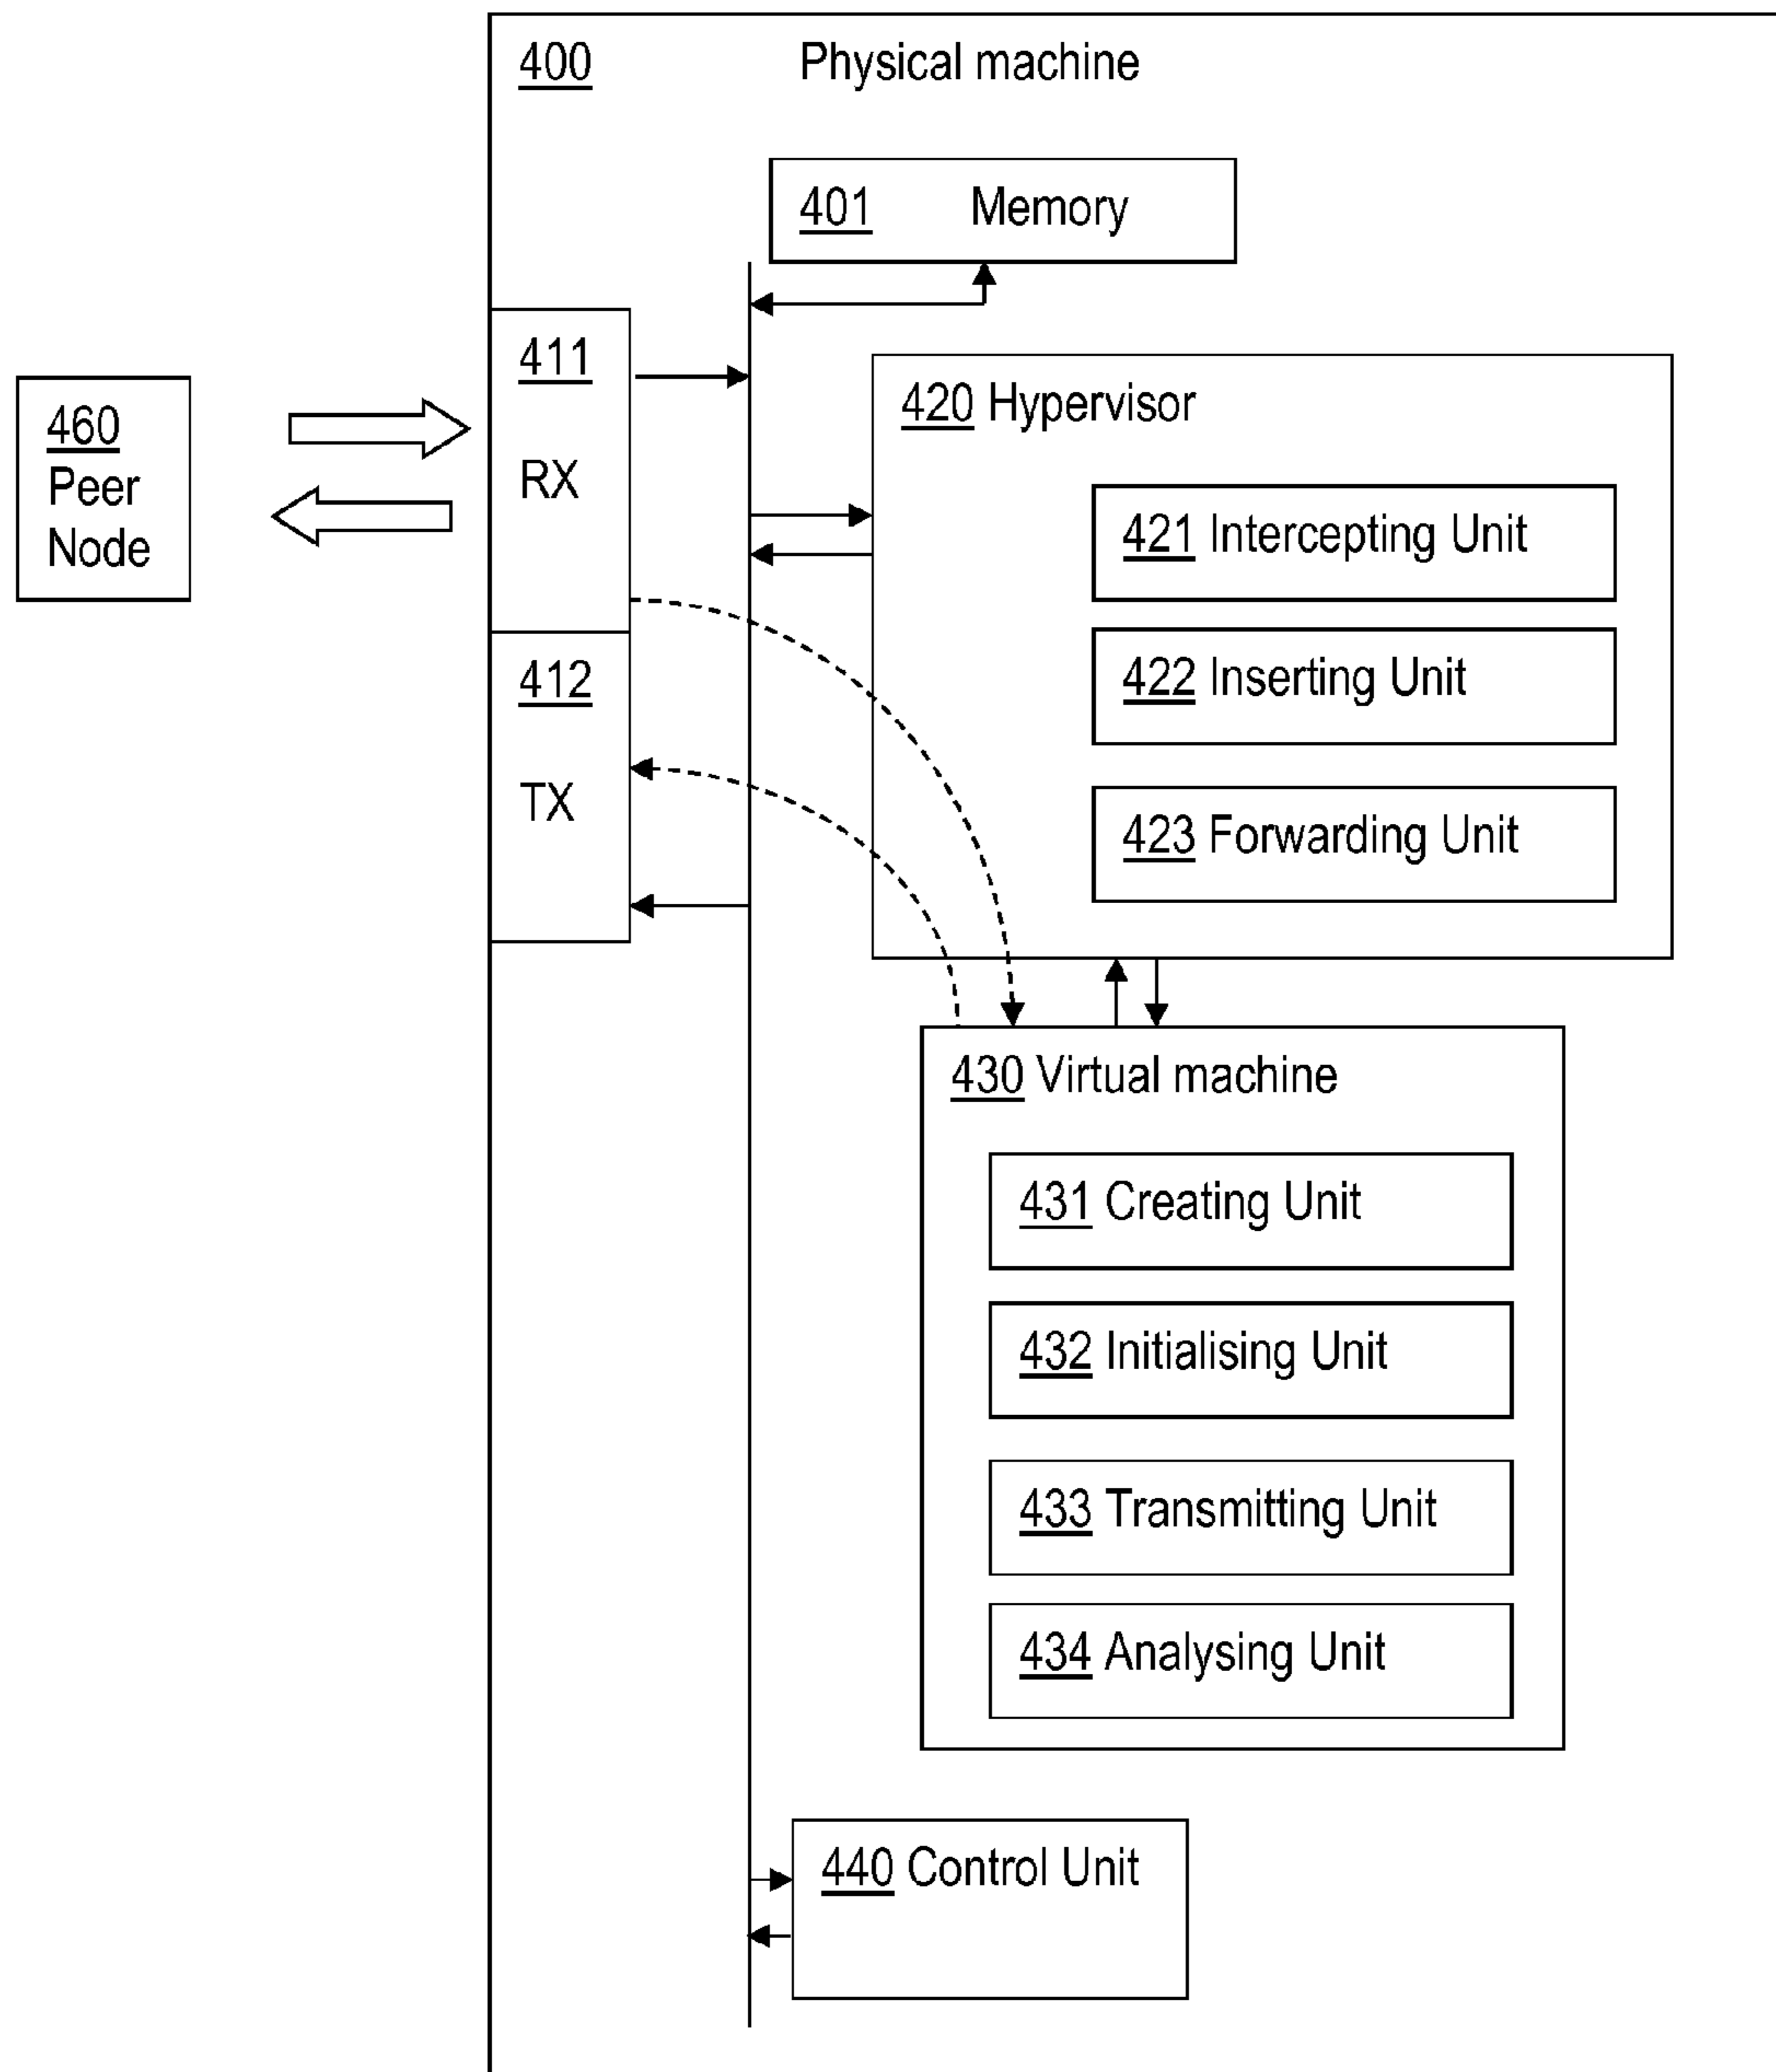 400 Physical machine
401 Memory
411
RX
460
Peer
Node
420 Hypervisor
421 Intercepting Unit
422 Inserting Unit
423 Forwarding Unit
412
TX
430 Virtual machine
431 Creating Unit
432 Initialising Unit
433 Transmitting Unit
434 Analysing Unit
440 Control Unit